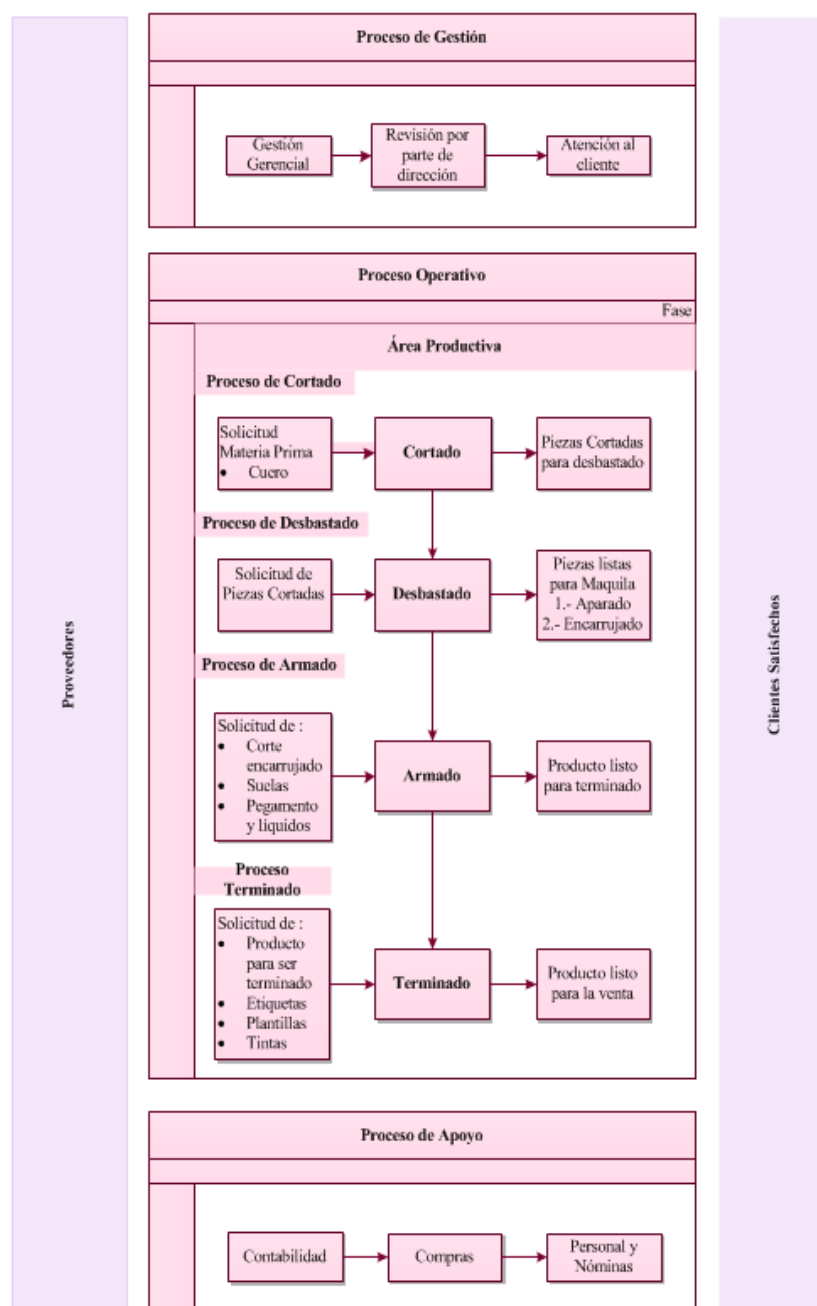 Proveedores
Proceso de Gestión
Gestión
Gerencial
Revisión por
parte de
dirección
Atención al
cliente
Proceso Operativo
Fase
Área Productiva
Proceso de Cortado
Solicitud
Materia Prima
• Cuero
Cortado
Piezas Cortadas
para desbastado
Proceso de Desbastado
Solicitud de
Piezas Cortadas
Desbastado
Piezas listas
para Maquila
1.- Aparado
2.- Encarrujado
Proceso de Armado
Solicitud de :
• Corte
encarrujado
• Suelas
• Pegamento
y liquidos
Armado
Producto listo
para terminado
Proceso
Terminado
Solicitud de :
• Producto
para ser
terminado
• Etiquetas
• Plantillas
• Tintas
Terminado
Producto listo
para la venta
Proceso de Apoyo
Contabilidad
Compras
Personal y
Nóminas
Clientes Satisfechos